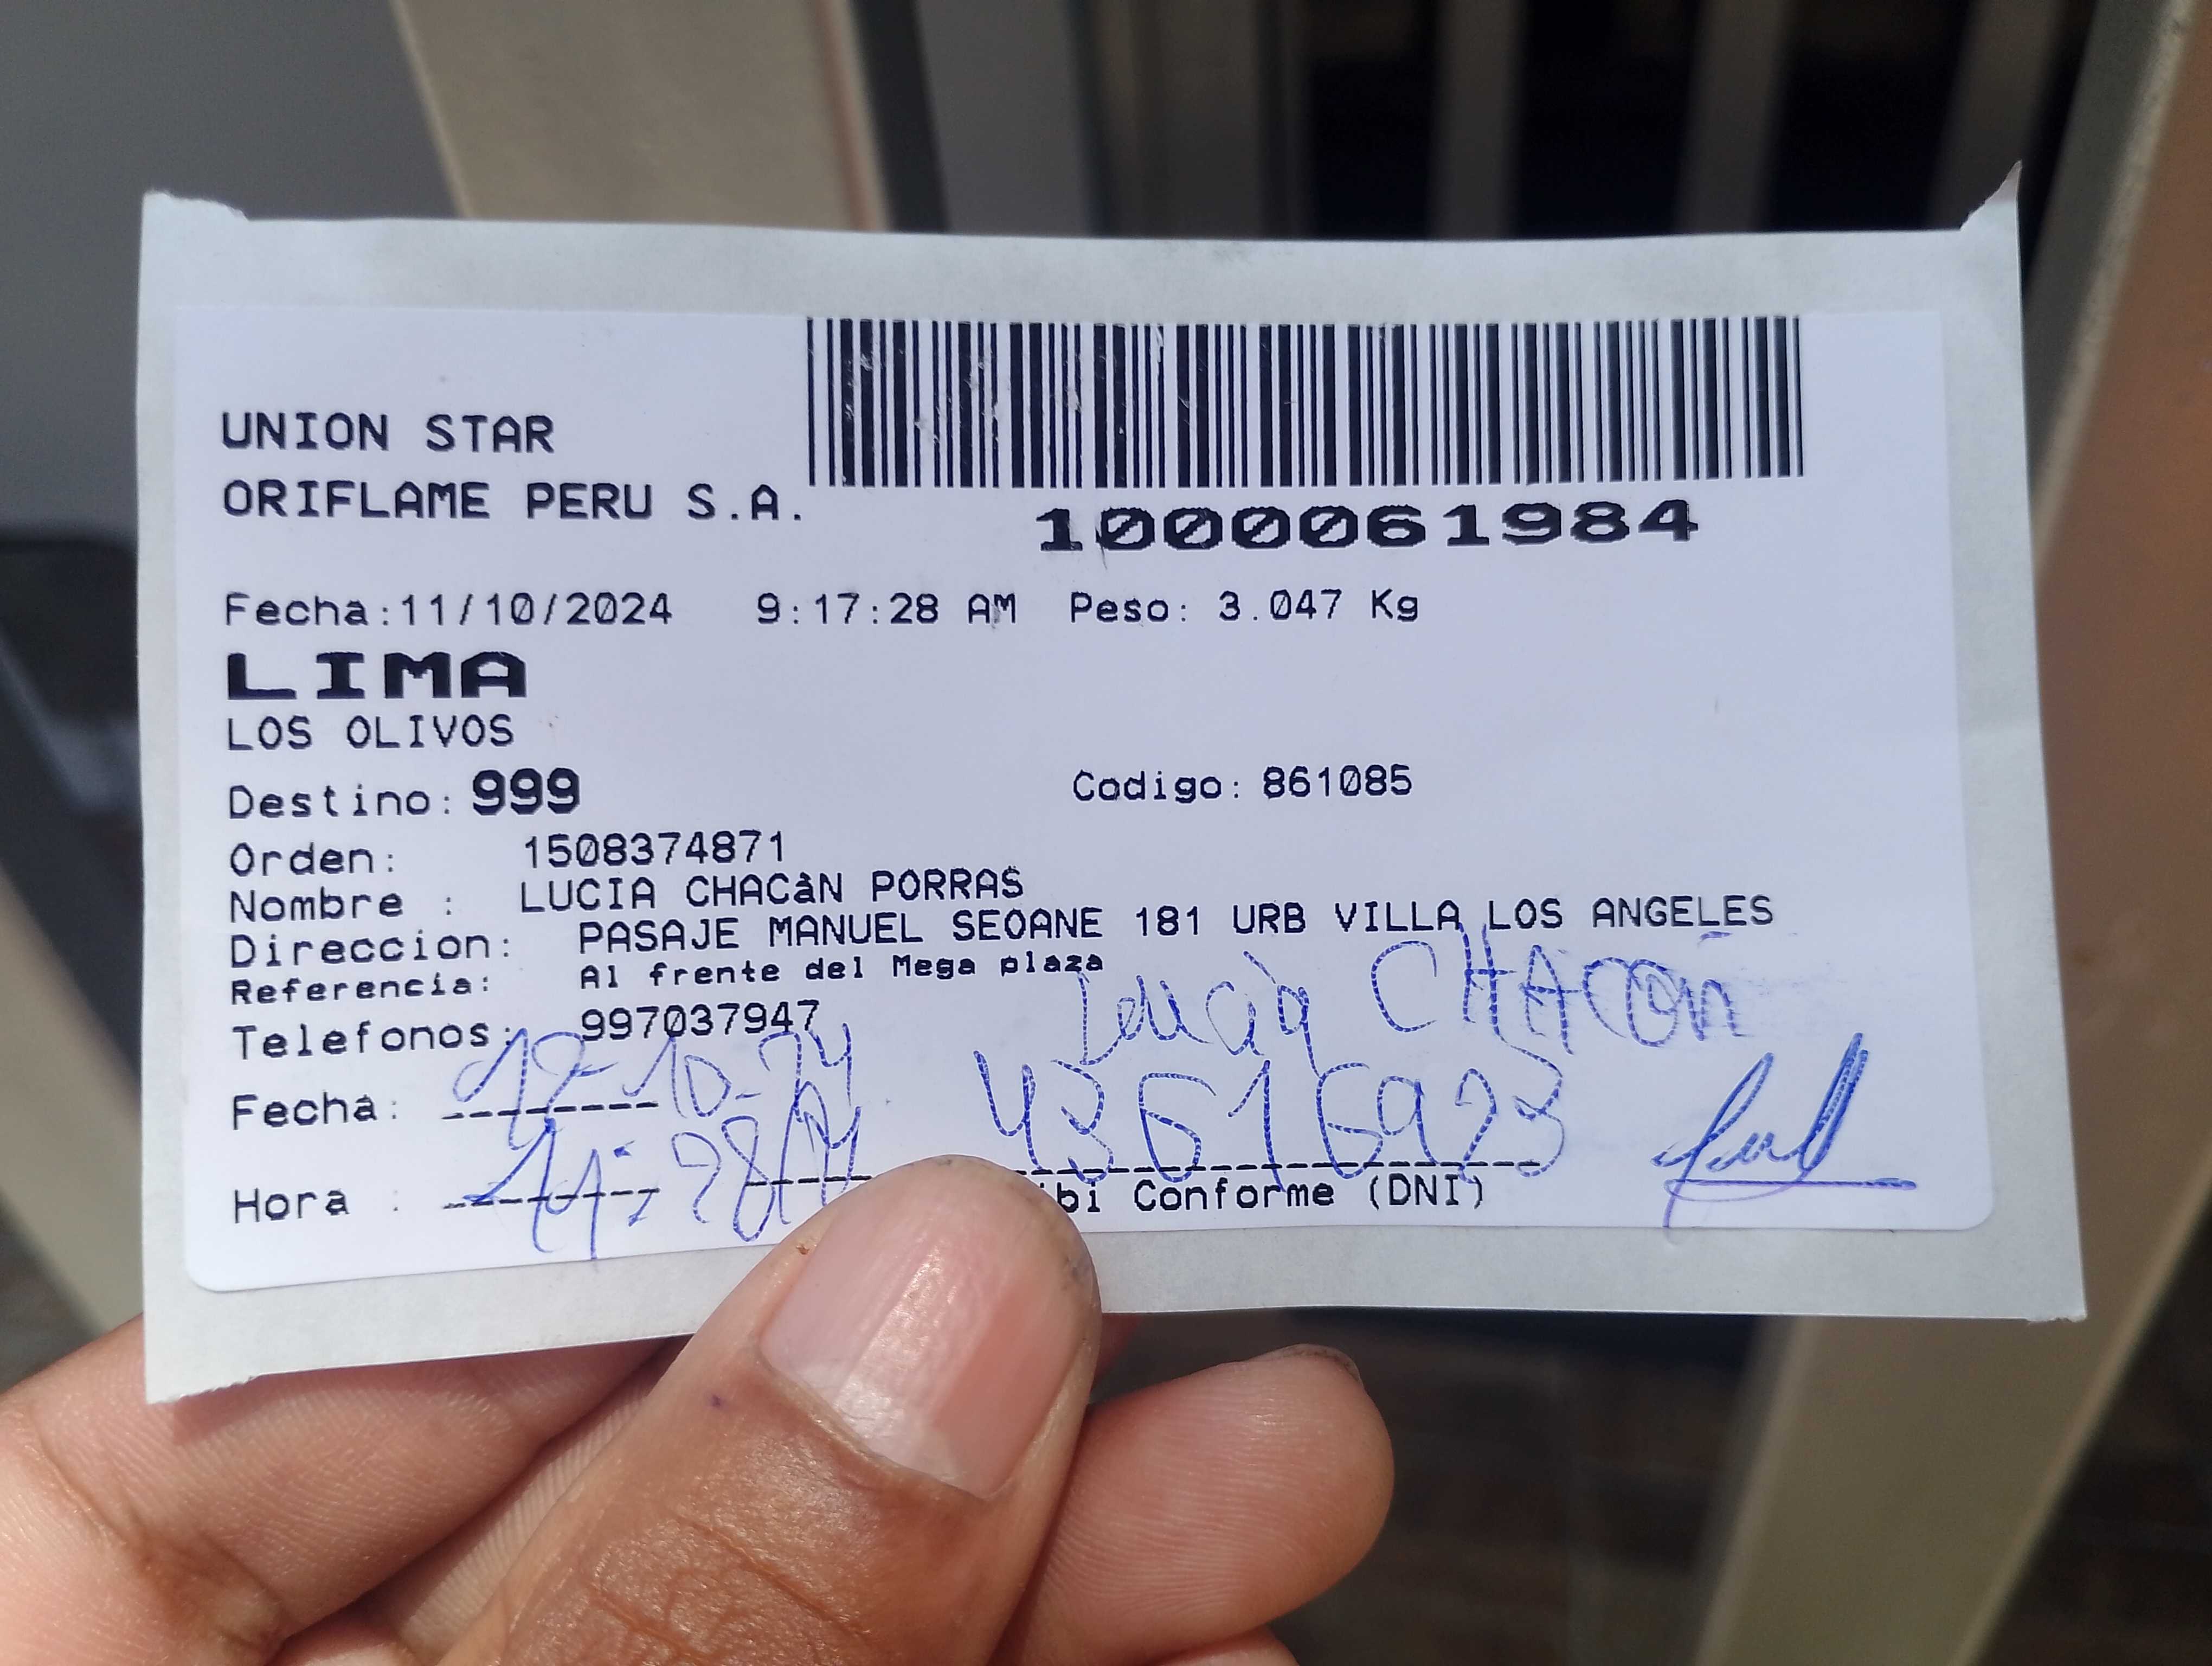 UNION STAR
ORIFLAME PERU S.A.
1000061984
Fecha:11/10/2024 9:17:28 AM Peso: 3.047 Kg
LIMA
LOS OLIVOS
Destino: 999 Codigo: 861085
Orden: 1508374871
Nombre : LUCIA CHACàN PORRAS
Direccion: PASAJE MANUEL SEOANE 181 URB VILLA LOS ANGELES
Referencia: Al frente del Mega plaza
Lucia CHACON
Telefonos: 997037947
Fecha: 12-10-24 43616923
Hora : bi Conforme (DNI)